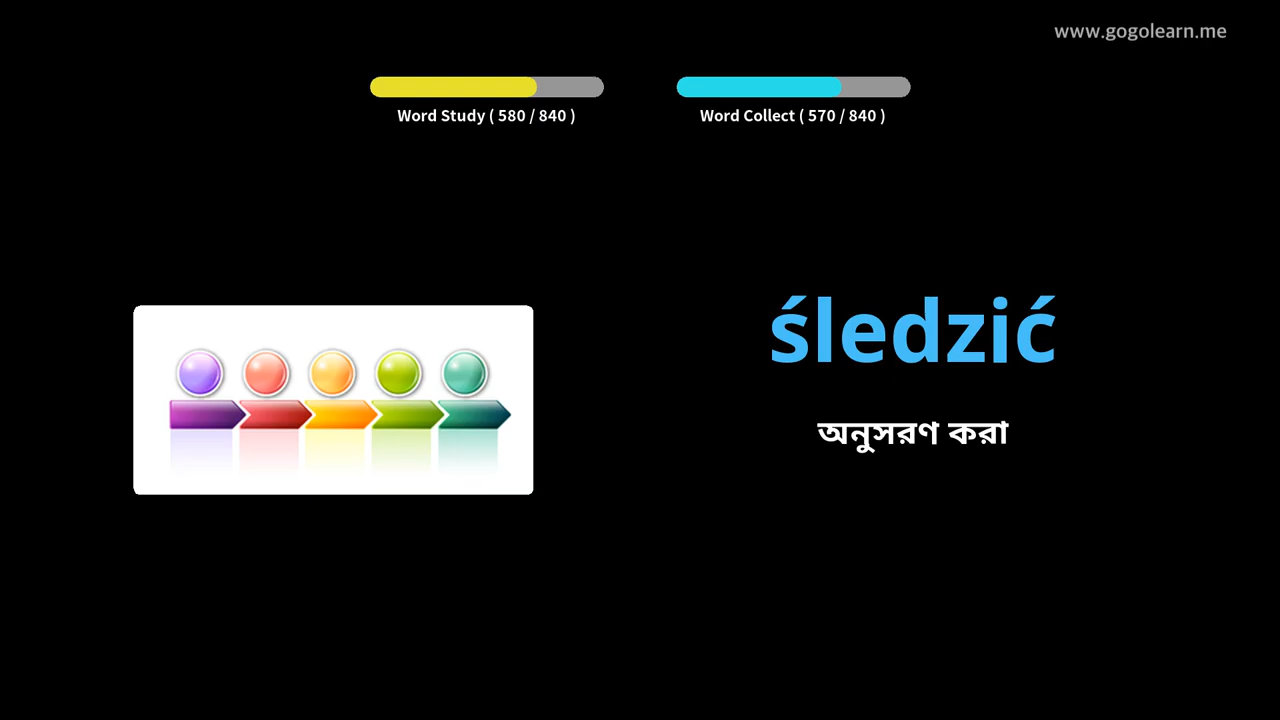 www.gogolearn.me
Word Study ( 580 / 840 )
Word Collect ( 570 / 840 )
śledzić
অনুসরণ করা